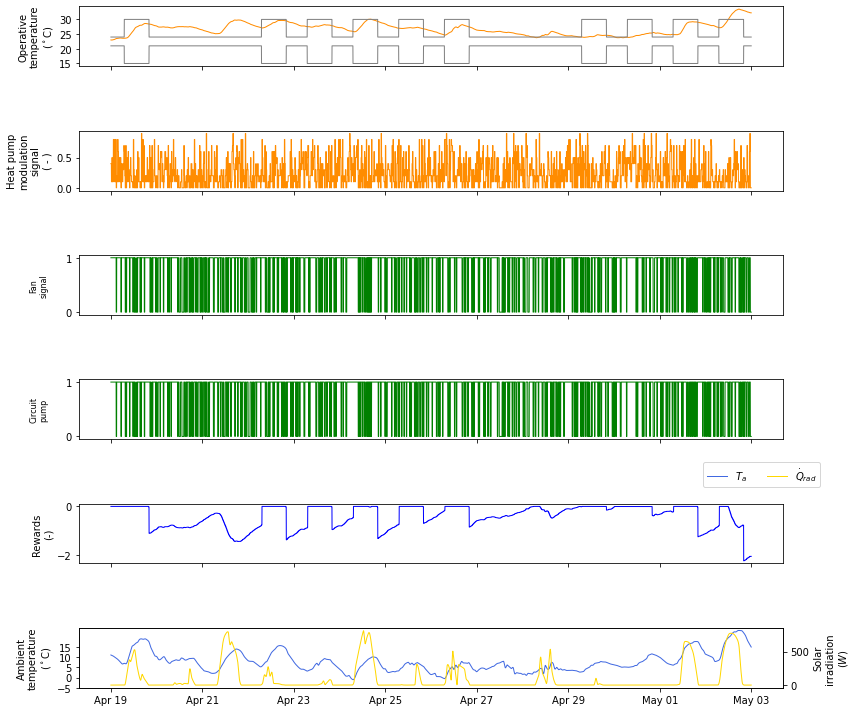 Operative
temperature
(°C)
30
25
20
15
Heat pump
modulation
signal
( - )
0.5
0.0
Fan
signal
1
0
Circuit
pump
1
0
T_a
Q̇_rad
Rewards
(-)
0
−2
Ambient
temperature
(°C)
15
10
5
0
−5
500
0
Solar
irradiation
(W)
Apr 19 Apr 21 Apr 23 Apr 25 Apr 27 Apr 29 May 01 May 03